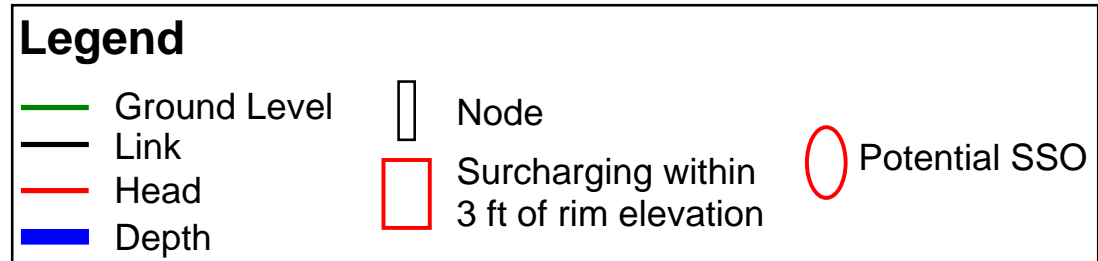 Legend
Ground Level
Link
Head
Depth
Node
Surcharging within
3 ft of rim elevation
Potential SSO